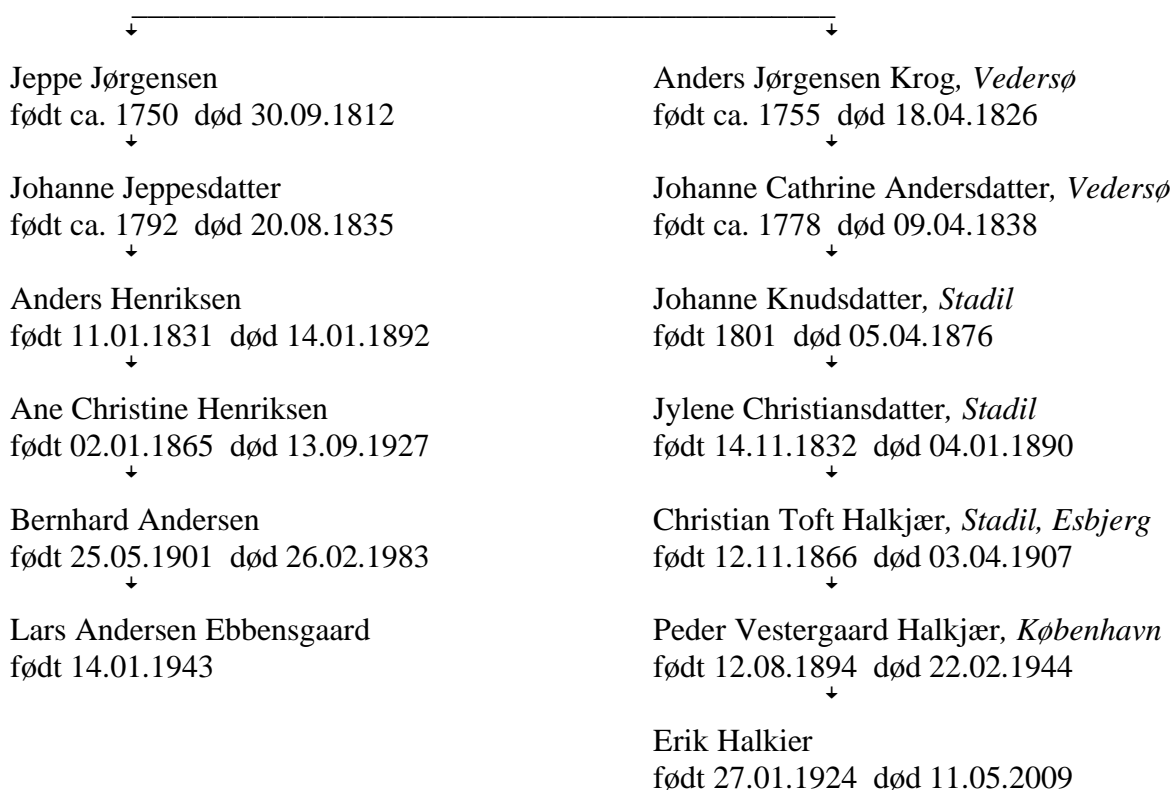 Jeppe Jørgensen
født ca. 1750 død 30.09.1812
Johanne Jeppesdatter
født ca. 1792 død 20.08.1835
Anders Henriksen
født 11.01.1831 død 14.01.1892
Ane Christine Henriksen
født 02.01.1865 død 13.09.1927
Bernhard Andersen
født 25.05.1901 død 26.02.1983
Lars Andersen Ebbensgaard
født 14.01.1943
Anders Jørgensen Krog, Vedersø
født ca. 1755 død 18.04.1826
Johanne Cathrine Andersdatter, Vedersø
født ca. 1778 død 09.04.1838
Johanne Knudsdatter, Stadil
født 1801 død 05.04.1876
Jylene Christiansdatter, Stadil
født 14.11.1832 død 04.01.1890
Christian Toft Halkjær, Stadil, Esbjerg
født 12.11.1866 død 03.04.1907
Peder Vestergaard Halkjær, København
født 12.08.1894 død 22.02.1944
Erik Halkier
født 27.01.1924 død 11.05.2009